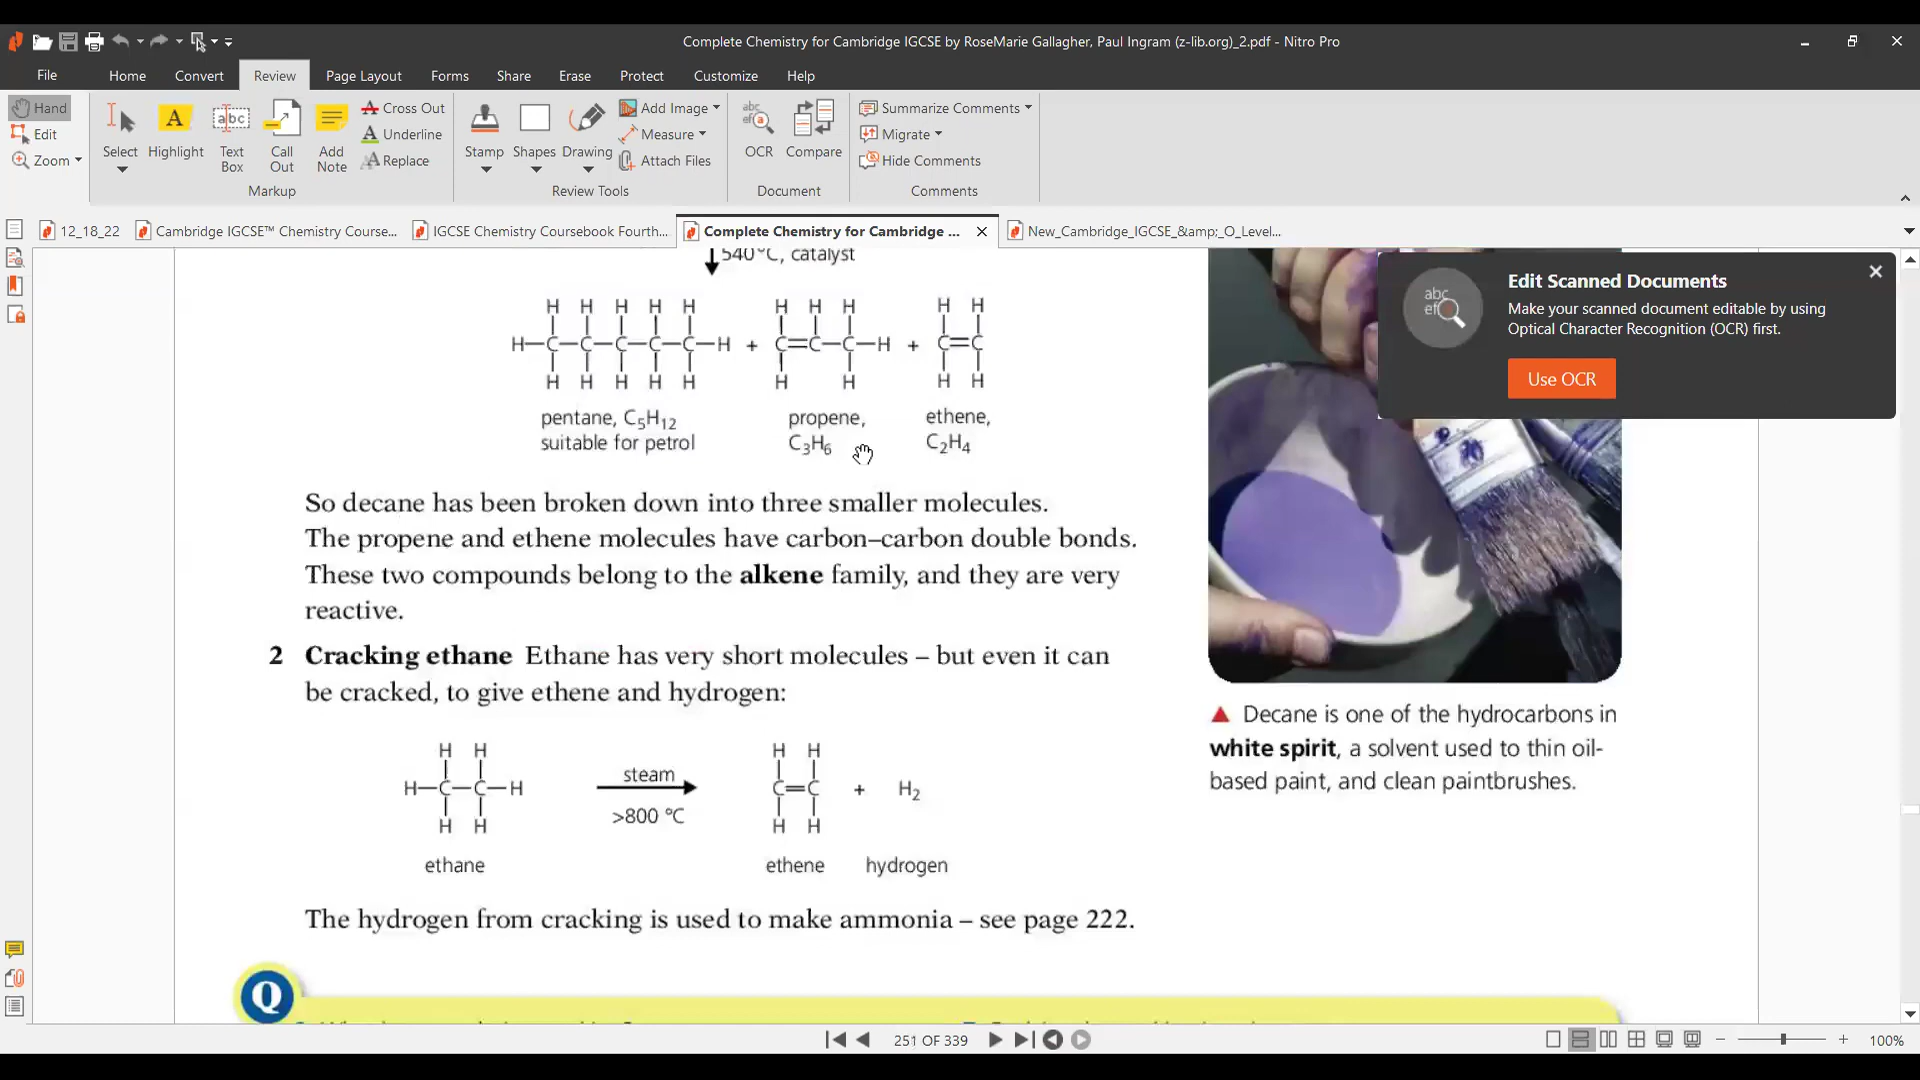 Complete Chemistry for Cambridge IGCSE by RoseMarie Gallagher, Paul Ingram (z-lib.org)_2.pdf - Nitro Pro
File Home Convert Review Page Layout Forms Share Erase Protect Customize Help
Hand
Edit
Zoom
Select
Highlight
Text Box
Call Out
Add Note
Cross Out
Underline
Replace
Markup
Stamp
Shapes
Drawing
Add Image
Measure
Attach Files
Review Tools
OCR
Compare
Document
Summarize Comments
Migrate
Hide Comments
Comments
12_18_22
Cambridge IGCSE™ Chemistry Course...
IGCSE Chemistry Coursebook Fourth...
Complete Chemistry for Cambridge ...
New_Cambridge_IGCSE_&amp;_O_Level...
540 °C, catalyst
H H H H H H H H H H
H—C—C—C—C—C—H + C=C—C—H + C=C
H H H H H H H H H
pentane, C5H12
suitable for petrol
propene,
C3H6
ethene,
C2H4
So decane has been broken down into three smaller molecules.
The propene and ethene molecules have carbon–carbon double bonds.
These two compounds belong to the alkene family, and they are very
reactive.
2 Cracking ethane Ethane has very short molecules – but even it can
be cracked, to give ethene and hydrogen:
H H H H
H—C—C—H steam C=C + H2
>800 °C
H H H H
ethane ethene hydrogen
The hydrogen from cracking is used to make ammonia – see page 222.
Q
Edit Scanned Documents
Make your scanned document editable by using
Optical Character Recognition (OCR) first.
Use OCR
▲ Decane is one of the hydrocarbons in
white spirit, a solvent used to thin oil-
based paint, and clean paintbrushes.
251 OF 339
100%